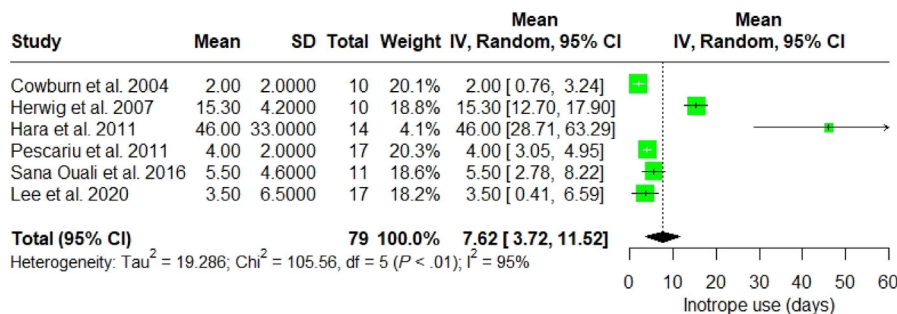 Mean Mean
Study Mean SD Total Weight IV, Random, 95% CI IV, Random, 95% CI
Cowburn et al. 2004 2.00 2.0000 10 20.1% 2.00 [ 0.76, 3.24]
Herwig et al. 2007 15.30 4.2000 10 18.8% 15.30 [12.70, 17.90]
Hara et al. 2011 46.00 33.0000 14 4.1% 46.00 [28.71, 63.29]
Pescariu et al. 2011 4.00 2.0000 17 20.3% 4.00 [ 3.05, 4.95]
Sana Ouali et al. 2016 5.50 4.6000 11 18.6% 5.50 [ 2.78, 8.22]
Lee et al. 2020 3.50 6.5000 17 18.2% 3.50 [ 0.41, 6.59]
Total (95% CI) 79 100.0% 7.62 [ 3.72, 11.52]
Heterogeneity: Tau² = 19.286; Chi² = 105.56, df = 5 (P < .01); I² = 95%
0 10 20 30 40 50 60
Inotrope use (days)